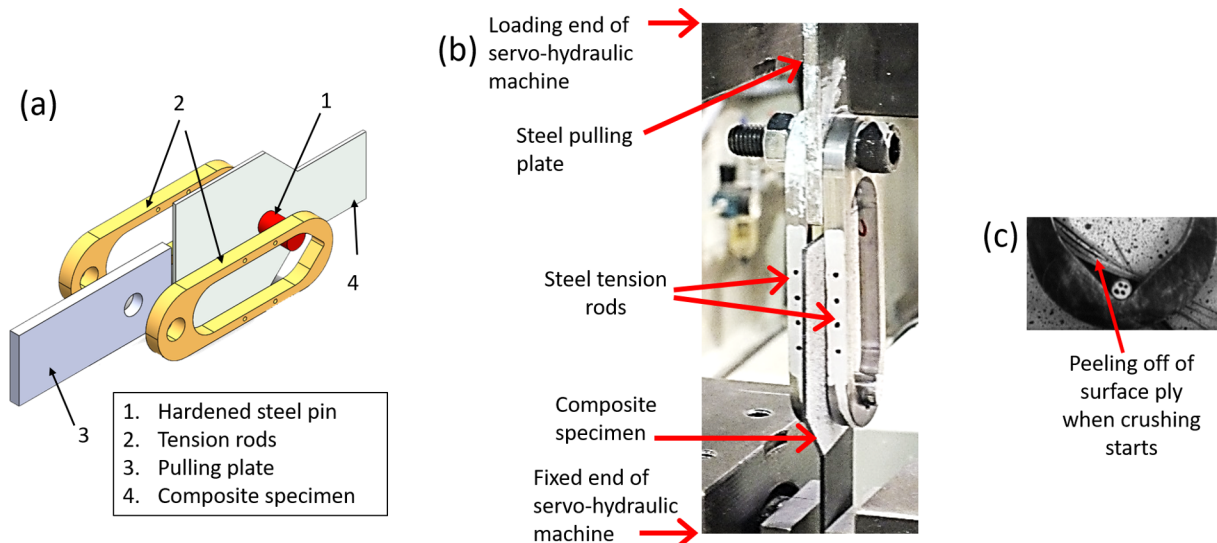 (a)
2
1
4
3
1. Hardened steel pin
2. Tension rods
3. Pulling plate
4. Composite specimen
(b)
Loading end of
servo-hydraulic
machine
Steel pulling
plate
Steel tension
rods
Composite
specimen
Fixed end of
servo-hydraulic
machine
(c)
Peeling off of
surface ply
when crushing
starts